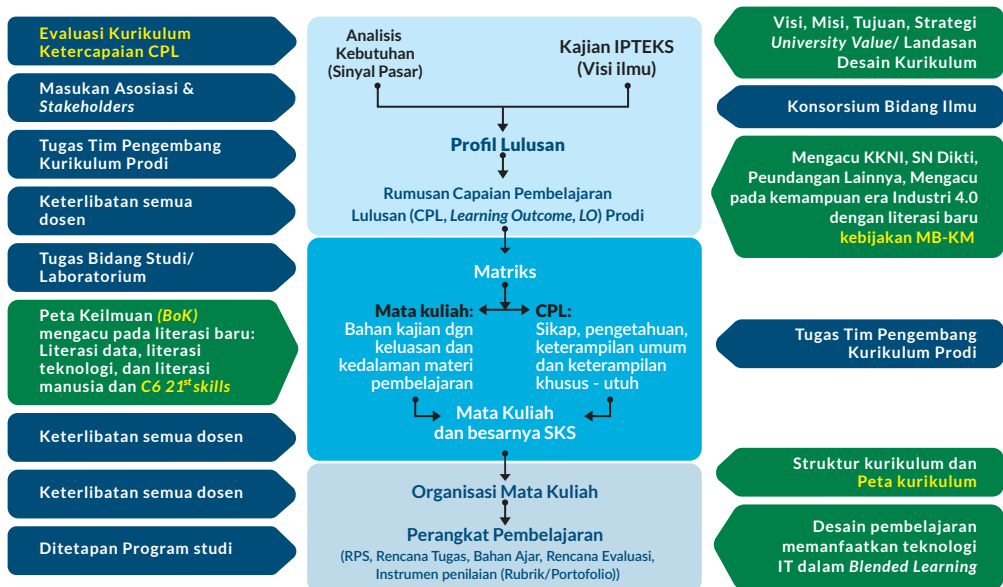 Evaluasi Kurikulum
Ketercapaian CPL
Masukan Asosiasi &
Stakeholders
Tugas Tim Pengembang
Kurikulum Prodi
Keterlibatan semua
dosen
Tugas Bidang Studi/
Laboratorium
Peta Keilmuan (BoK)
mengacu pada literasi baru:
Literasi data, literasi
teknologi, dan literasi
manusia dan C6 21st skills
Keterlibatan semua dosen
Keterlibatan semua dosen
Ditetapan Program studi
Analisis
Kebutuhan
(Sinyal Pasar)
Kajian IPTEKS
(Visi ilmu)
Profil Lulusan
Rumusan Capaian Pembelajaran
Lulusan (CPL, Learning Outcome, LO) Prodi
Matriks
Mata kuliah:
Bahan kajian dgn
keluasan dan
kedalaman materi
pembelajaran
CPL:
Sikap, pengetahuan,
keterampilan umum
dan keterampilan
khusus - utuh
Mata Kuliah
dan besarnya SKS
Organisasi Mata Kuliah
Perangkat Pembelajaran
(RPS, Rencana Tugas, Bahan Ajar, Rencana Evaluasi,
Instrumen penilaian (Rubrik/Portofolio))
Visi, Misi, Tujuan, Strategi
University Value/ Landasan
Desain Kurikulum
Konsorsium Bidang Ilmu
Mengacu KKNI, SN Dikti,
Peundangan Lainnya, Mengacu
pada kemampuan era Industri 4.0
dengan literasi baru
kebijakan MB-KM
Tugas Tim Pengembang
Kurikulum Prodi
Struktur kurikulum dan
Peta kurikulum
Desain pembelajaran
memanfaatkan teknologi
IT dalam Blended Learning